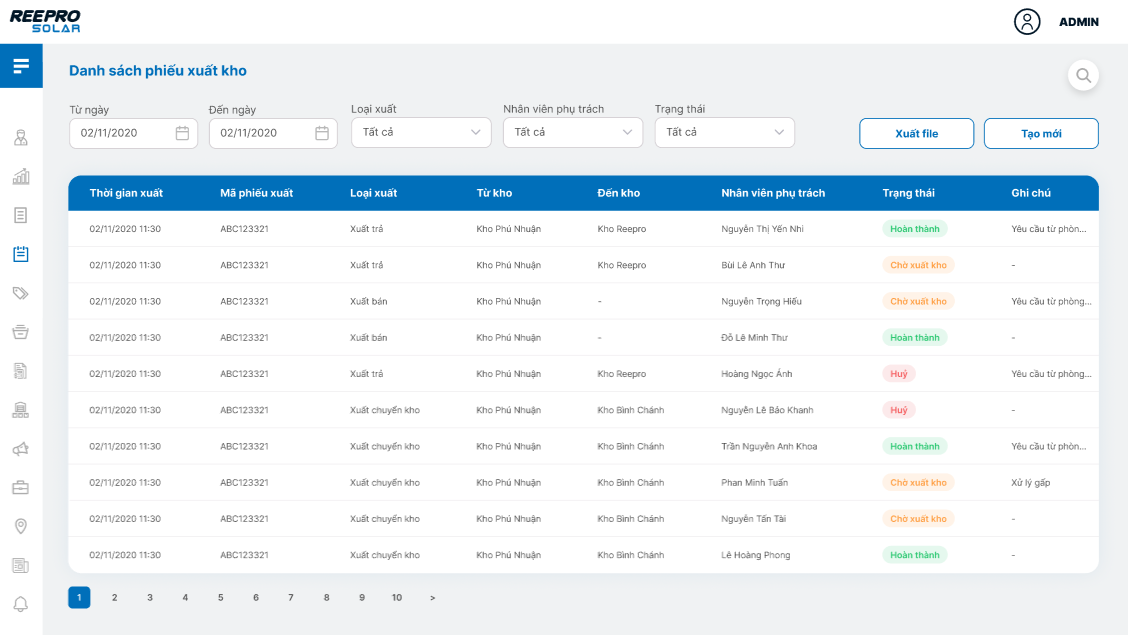 REEPRO
SOLAR
ADMIN
Danh sách phiếu xuất kho
Từ ngày
Đến ngày
Loại xuất
Nhân viên phụ trách
Trạng thái
02/11/2020
02/11/2020
Tất cả
Tất cả
Tất cả
Xuất file
Tạo mới
Thời gian xuất Mã phiếu xuất Loại xuất Từ kho Đến kho Nhân viên phụ trách Trạng thái Ghi chú
02/11/2020 11:30 ABC123321 Xuất trả Kho Phú Nhuận Kho Reepro Nguyễn Thị Yến Nhi Hoàn thành Yêu cầu từ phòn...
02/11/2020 11:30 ABC123321 Xuất trả Kho Phú Nhuận Kho Reepro Bùi Lê Anh Thư Chờ xuất kho -
02/11/2020 11:30 ABC123321 Xuất bán Kho Phú Nhuận - Nguyễn Trọng Hiếu Chờ xuất kho Yêu cầu từ phòng...
02/11/2020 11:30 ABC123321 Xuất bán Kho Phú Nhuận - Đỗ Lê Minh Thư Hoàn thành -
02/11/2020 11:30 ABC123321 Xuất trả Kho Phú Nhuận Kho Reepro Hoàng Ngọc Ánh Huỷ Yêu cầu từ phòng...
02/11/2020 11:30 ABC123321 Xuất chuyển kho Kho Phú Nhuận Kho Bình Chánh Nguyễn Lê Bảo Khanh Huỷ -
02/11/2020 11:30 ABC123321 Xuất chuyển kho Kho Phú Nhuận Kho Bình Chánh Trần Nguyễn Anh Khoa Hoàn thành Yêu cầu từ phòn...
02/11/2020 11:30 ABC123321 Xuất chuyển kho Kho Phú Nhuận Kho Bình Chánh Phan Minh Tuấn Chờ xuất kho Xử lý gấp
02/11/2020 11:30 ABC123321 Xuất chuyển kho Kho Phú Nhuận Kho Bình Chánh Nguyễn Tấn Tài Chờ xuất kho -
02/11/2020 11:30 ABC123321 Xuất chuyển kho Kho Phú Nhuận Kho Bình Chánh Lê Hoàng Phong Hoàn thành -
1 2 3 4 5 6 7 8 9 10 >